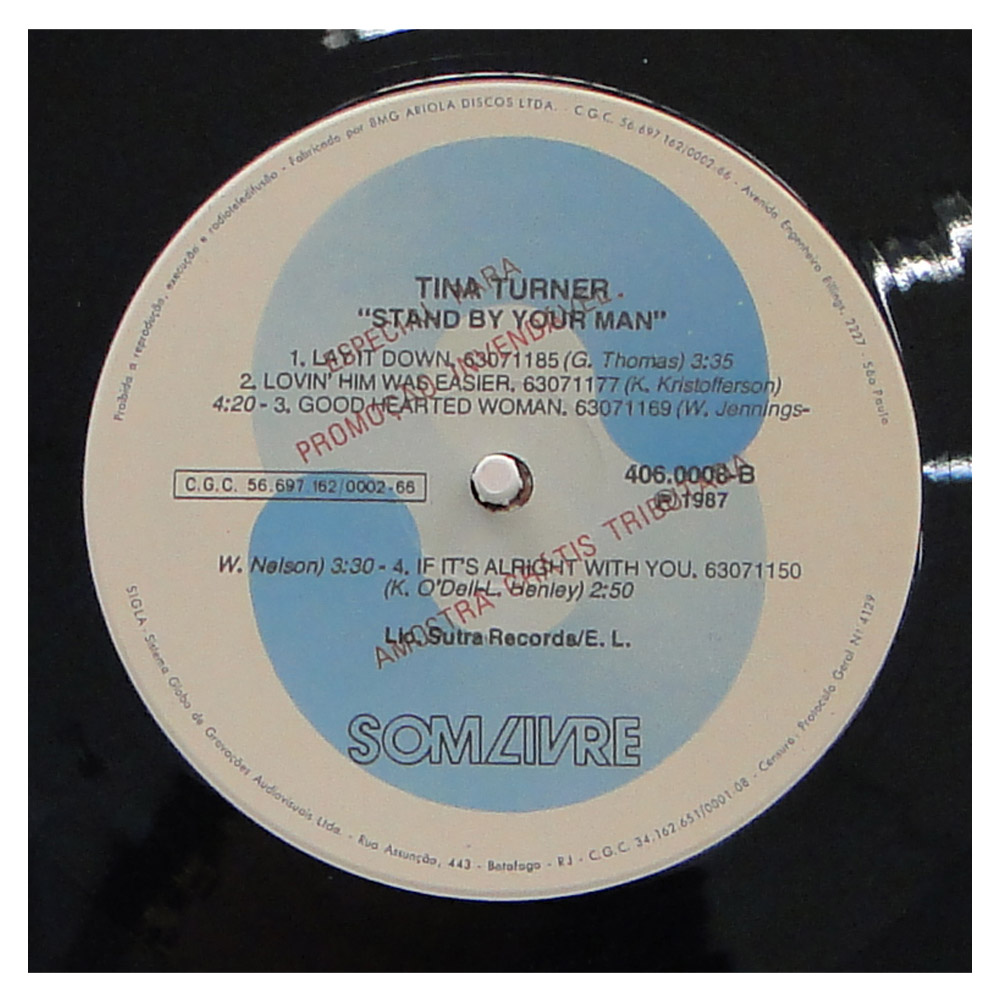 Proibida a reprodução, execução e radioteledifusão - Fabricado por BMG ARIOLA DISCOS LTDA. - C.G.C. 56.697.162/0002-66 - Avenida Engenheiro Billings, 2227 - São Paulo
TINA TURNER
“STAND BY YOUR MAN”
1. LAY IT DOWN. 63071185 (G. Thomas) 3:35
2. LOVIN' HIM WAS EASIER. 63071177 (K. Kristofferson)
4:20 - 3. GOOD HEARTED WOMAN. 63071169 (W. Jennings-
ESPECIAL PARA
PROMOÇÃO INVENDÁVEL.
C.G.C. 56.697.162/0002-66
406.0008-B
℗ 1987
W. Nelson) 3:30 - 4. IF IT'S ALRIGHT WITH YOU. 63071150
(K. O'Dell-L. Henley) 2:50
AMOSTRA GRATIS TRIBUTADA
Lic. Sutra Records/E. L.
SOM LIVRE
SIGLA - Sistema Globo de Gravações Audiovisuais Ltda. - Rua Assunção, 443 - Botafogo - RJ - C.G.C. 34.162.651/0001-08 - Censura - Protocolo Geral Nº 4129